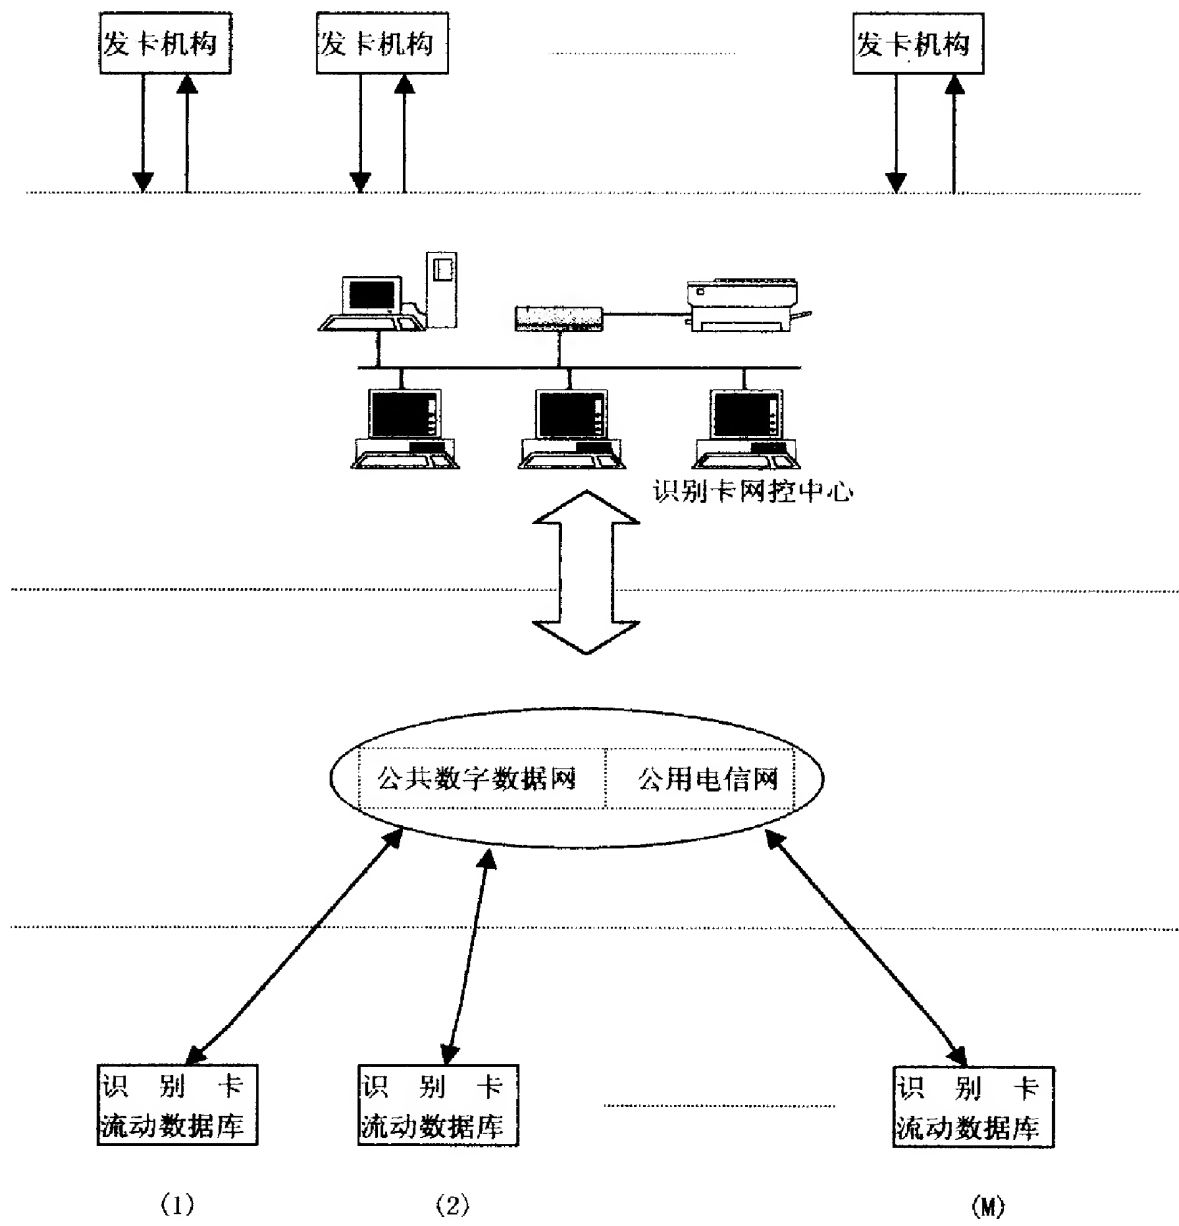 发卡机构
发卡机构
发卡机构
识别卡网控中心
公共数字数据网
公用电信网
识 别 卡
流动数据库
识 别 卡
流动数据库
识 别 卡
流动数据库
(1)
(2)
(M)